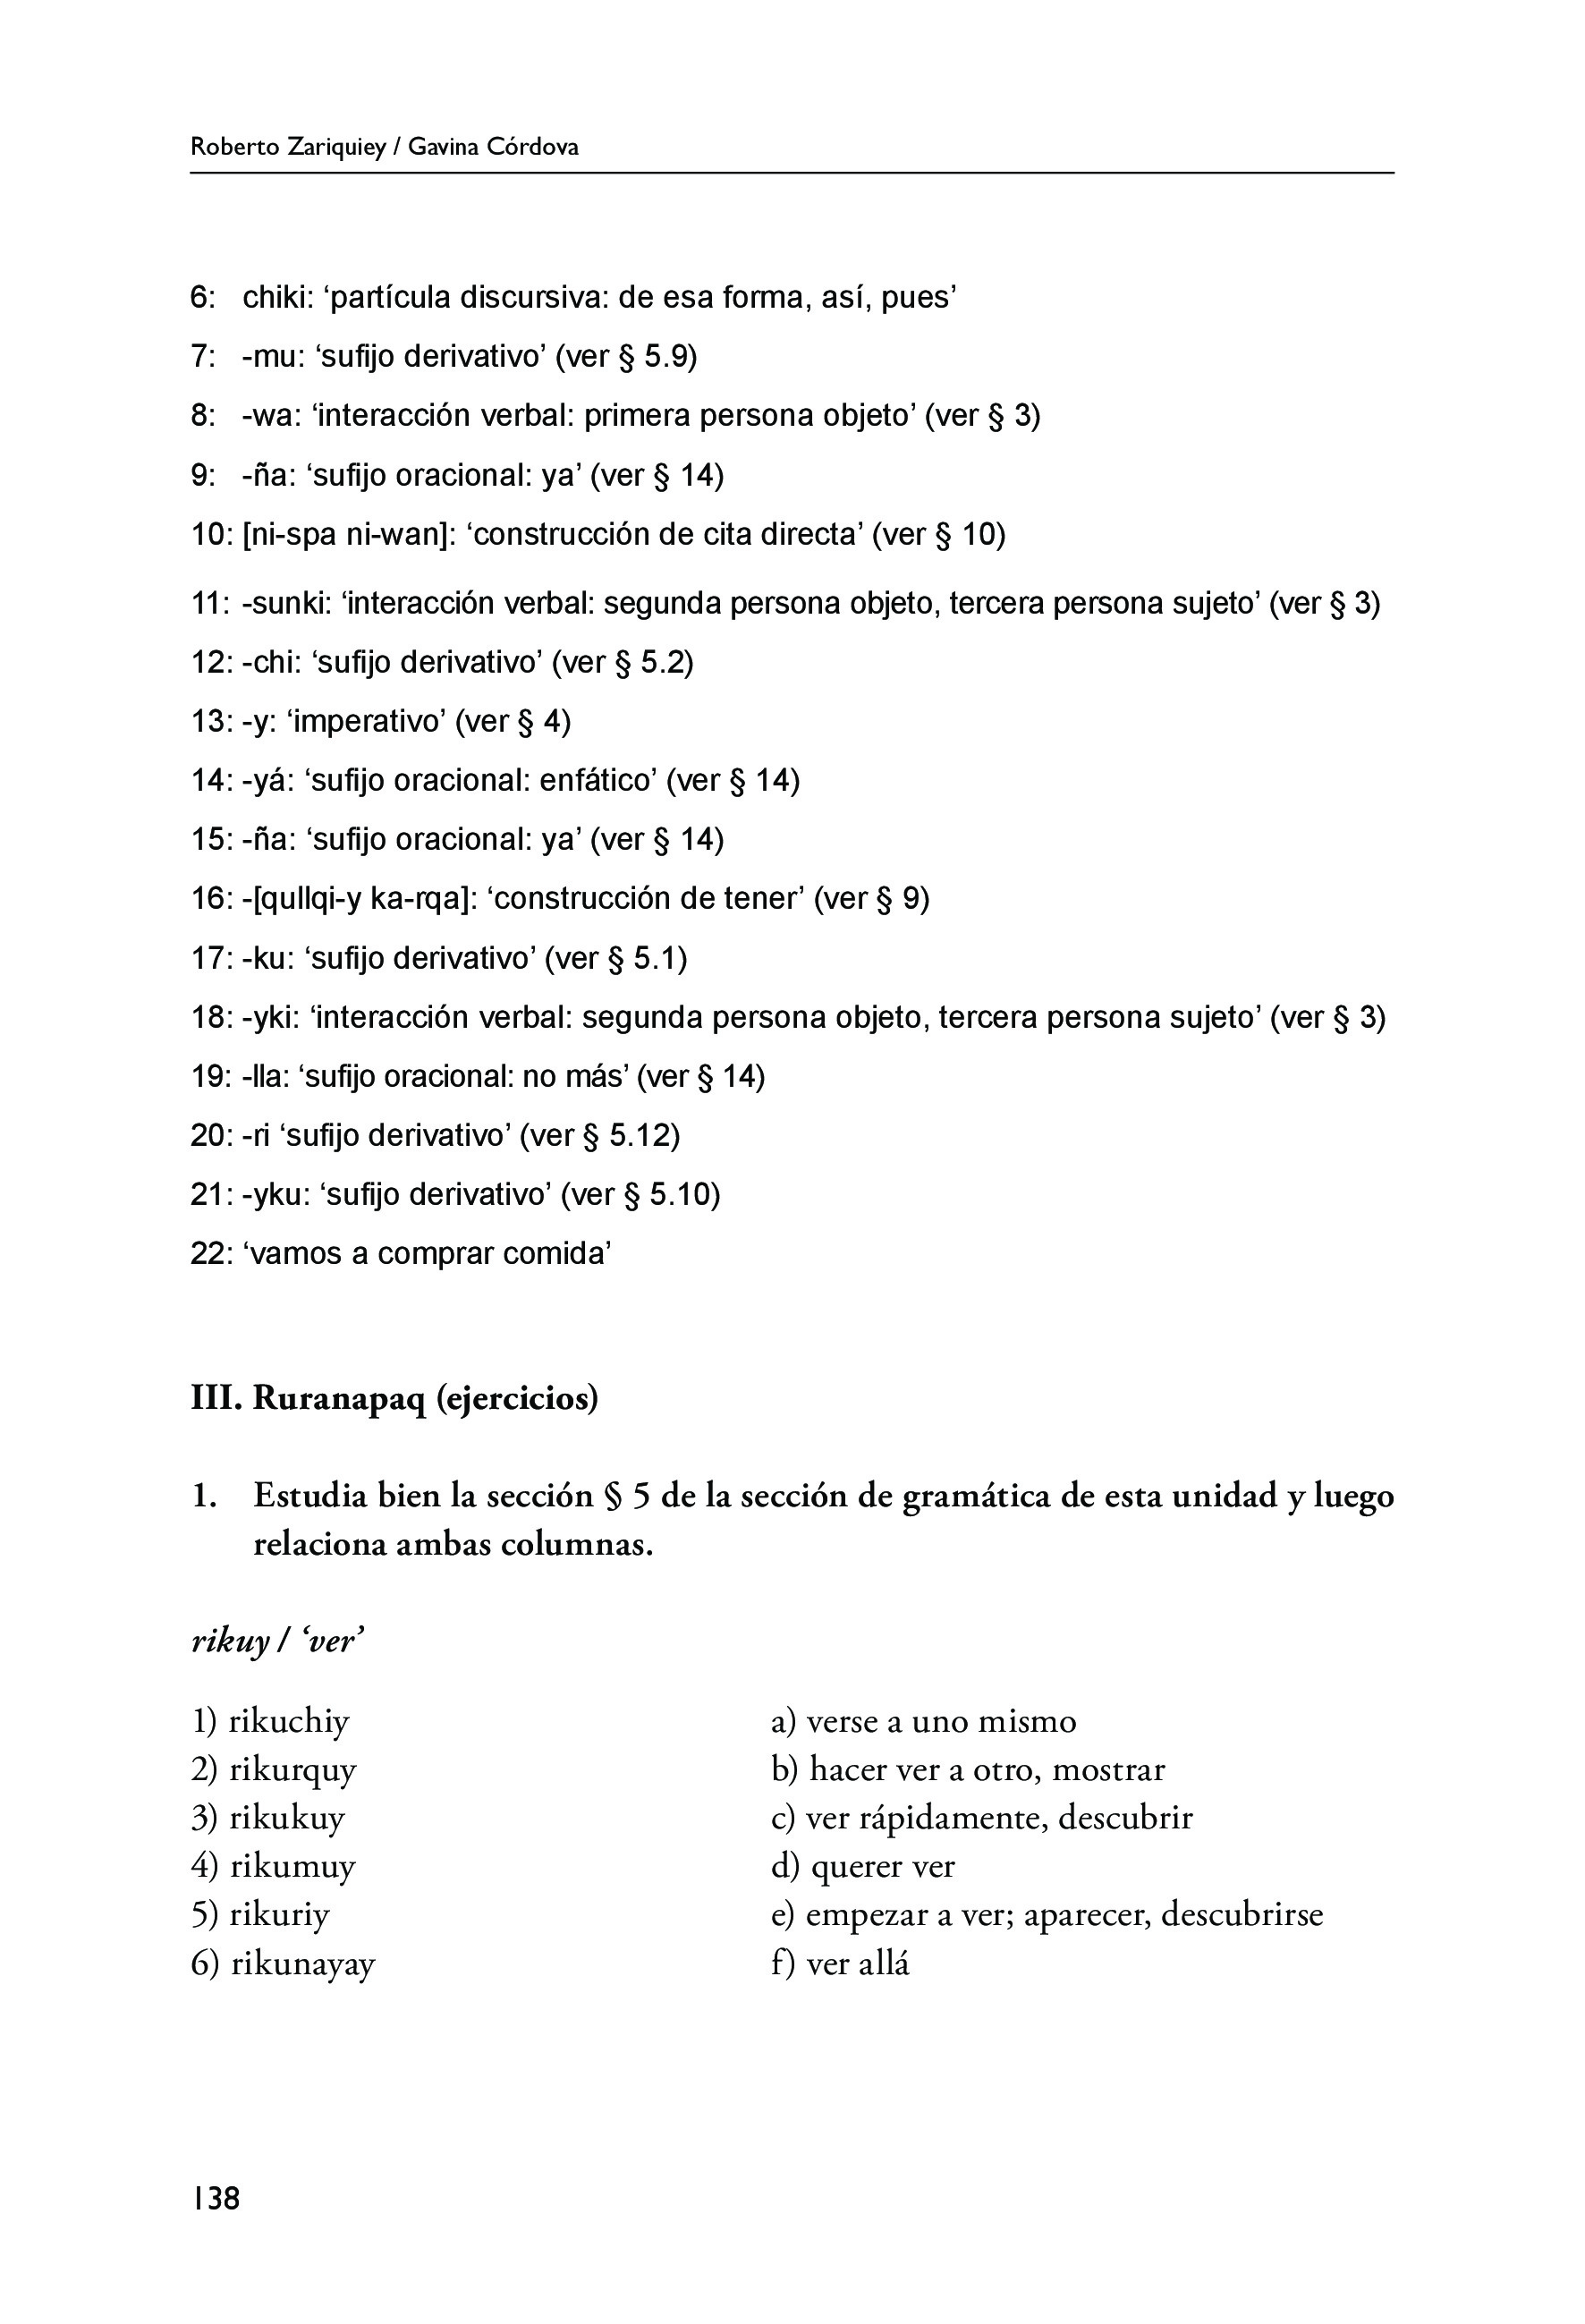 Roberto Zariquiey / Gavina Córdova
6: chiki: ‘partícula discursiva: de esa forma, así, pues’
7: -mu: ‘sufijo derivativo’ (ver § 5.9)
8: -wa: ‘interacción verbal: primera persona objeto’ (ver § 3)
9: -ña: ‘sufijo oracional: ya’ (ver § 14)
10: [ni-spa ni-wan]: ‘construcción de cita directa’ (ver § 10)
11: -sunki: ‘interacción verbal: segunda persona objeto, tercera persona sujeto’ (ver § 3)
12: -chi: ‘sufijo derivativo’ (ver § 5.2)
13: -y: ‘imperativo’ (ver § 4)
14: -yá: ‘sufijo oracional: enfático’ (ver § 14)
15: -ña: ‘sufijo oracional: ya’ (ver § 14)
16: -[qullqi-y ka-rqa]: ‘construcción de tener’ (ver § 9)
17: -ku: ‘sufijo derivativo’ (ver § 5.1)
18: -yki: ‘interacción verbal: segunda persona objeto, tercera persona sujeto’ (ver § 3)
19: -lla: ‘sufijo oracional: no más’ (ver § 14)
20: -ri ‘sufijo derivativo’ (ver § 5.12)
21: -yku: ‘sufijo derivativo’ (ver § 5.10)
22: ‘vamos a comprar comida’
III. Ruranapaq (ejercicios)
1. Estudia bien la sección § 5 de la sección de gramática de esta unidad y luego
relaciona ambas columnas.
rikuy / ‘ver’
1) rikuchiy a) verse a uno mismo
2) rikurquy b) hacer ver a otro, mostrar
3) rikukuy c) ver rápidamente, descubrir
4) rikumuy d) querer ver
5) rikuriy e) empezar a ver; aparecer, descubrirse
6) rikunayay f) ver allá
138